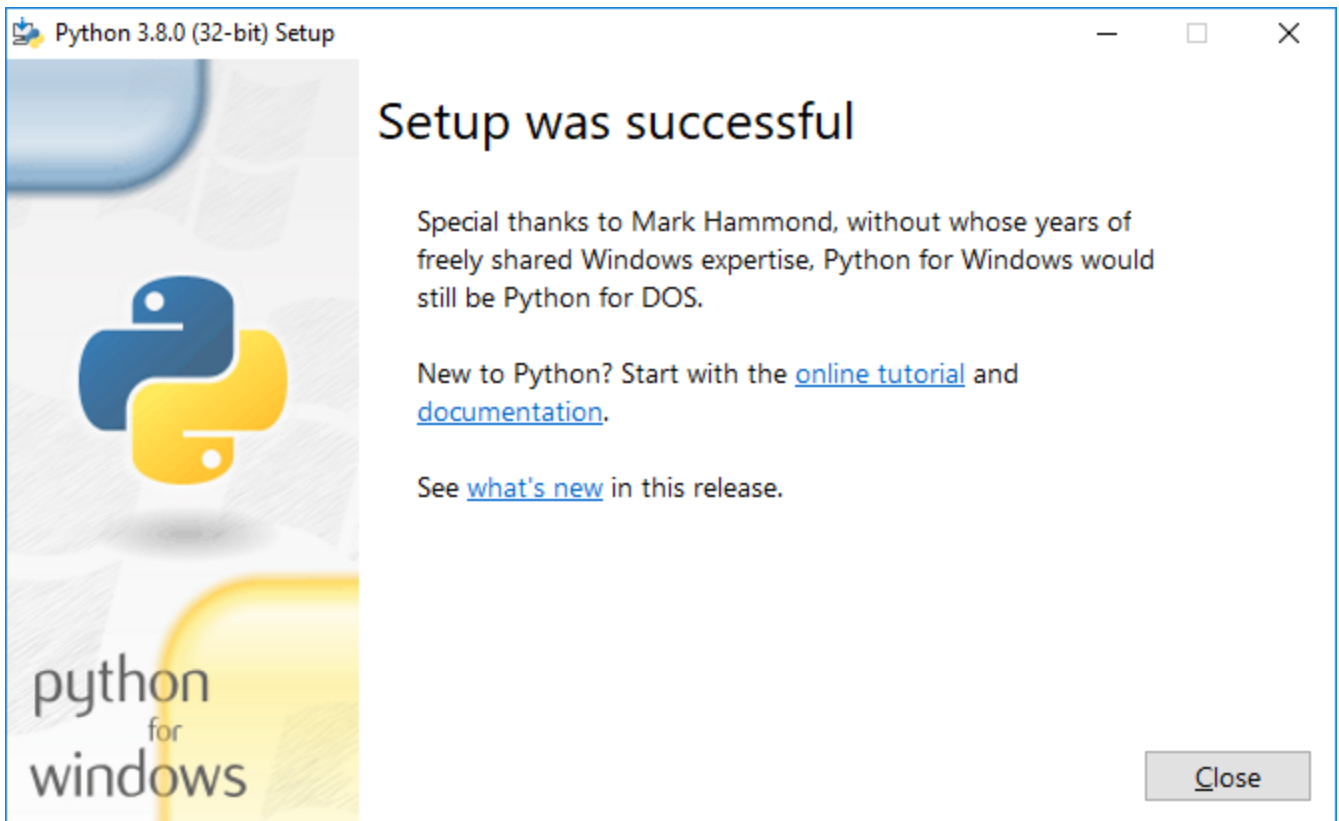 Python 3.8.0 (32-bit) Setup
Setup was successful
Special thanks to Mark Hammond, without whose years of
freely shared Windows expertise, Python for Windows would
still be Python for DOS.
New to Python? Start with the online tutorial and
documentation.
See what's new in this release.
python
for
windows
Close